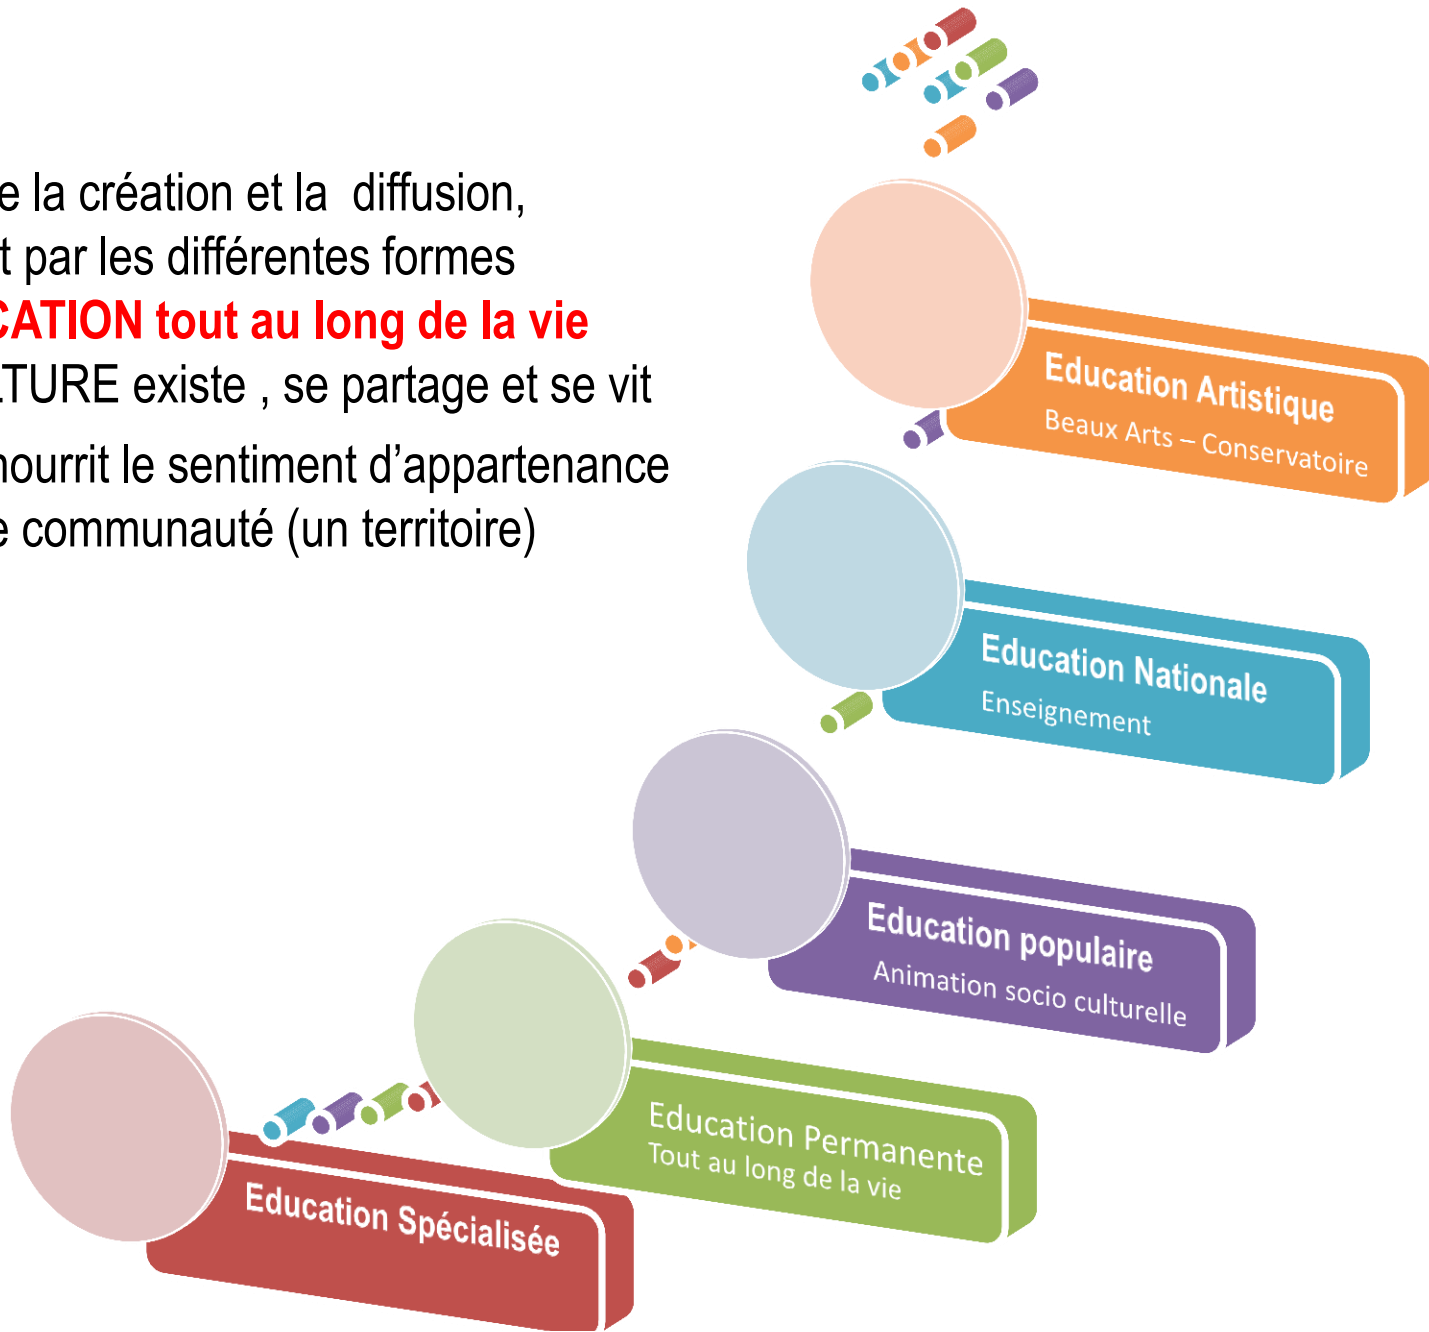 e la création et la diffusion,
t par les différentes formes
CATION tout au long de la vie
LTURE existe , se partage et se vit
nourrit le sentiment d’appartenance
e communauté (un territoire)
Education Artistique
Beaux Arts – Conservatoire
Education Nationale
Enseignement
Education populaire
Animation socio culturelle
Education Permanente
Tout au long de la vie
Education Spécialisée